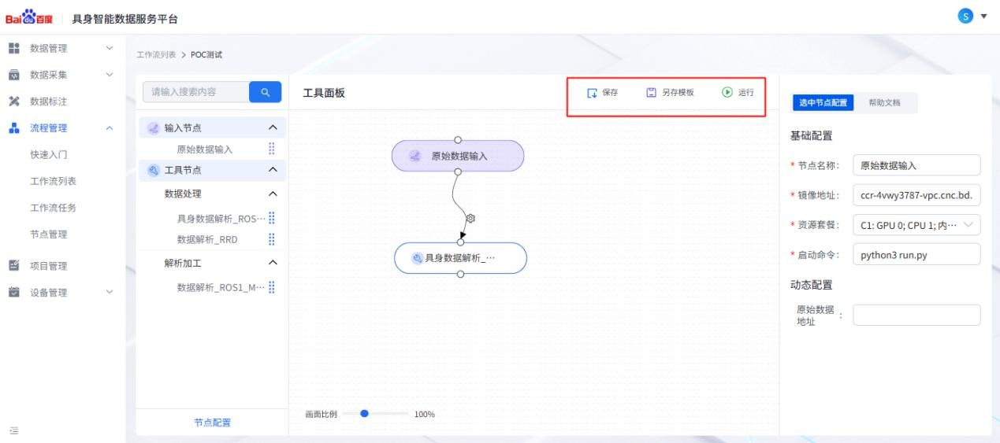 Bai百度
具身智能数据服务平台
S
数据管理
数据采集
数据标注
流程管理
快速入门
工作流列表
工作流任务
节点管理
项目管理
设备管理
工作流列表 > POC测试
请输入搜索内容
输入节点
原始数据输入
工具节点
数据处理
具身数据解析_ROS…
数据解析_RRD
解析加工
数据解析_ROS1_M…
节点配置
工具面板
保存
另存模板
运行
原始数据输入
具身数据解析_…
画面比例
100%
选中节点配置
帮助文档
基础配置
* 节点名称: 原始数据输入
* 镜像地址: ccr-4vwy3787-vpc.cnc.bd.
* 资源套餐: C1: GPU 0; CPU 1; 内…
* 启动命令: python3 run.py
动态配置
原始数据
地址 :